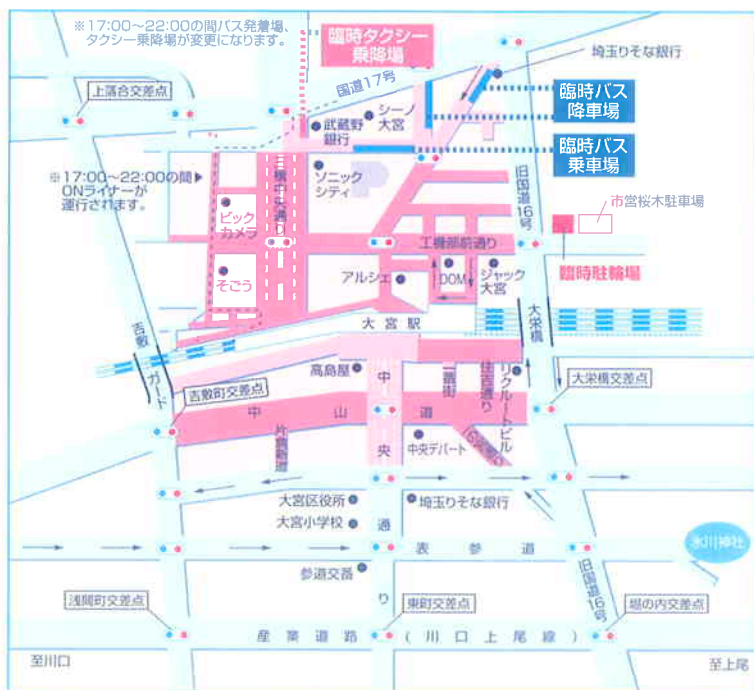 ※17:00〜22:00の間バス発着場、
タクシー乗降場が変更になります。
臨時タクシー
乗降場
埼玉りそな銀行
上落合交差点
国道17号
シーノ
大宮
武蔵野
銀行
臨時バス
降車場
臨時バス
乗車場
※17:00〜22:00の間▶
ONライナーが
運行されます。
三橋中央通り
ソニック
シティ
旧国道16号
ビック
カメラ
市営桜木駐車場
工機部前通り
臨時駐輪場
そごう
アルシェ
DOM
ジャック
大宮
大宮駅
大栄橋
吉敷
ガード
高島屋
中
一番街
住吉通り
リクルートビル
大栄橋交差点
吉敷町交差点
中山道
央
中央デパート
大宮区役所
埼玉りそな銀行
大宮小学校
通
表参道
氷川神社
参道交番
り
旧国道16号
浅間町交差点
東町交差点
堀の内交差点
産業道路(川口上尾線)
至川口
至上尾